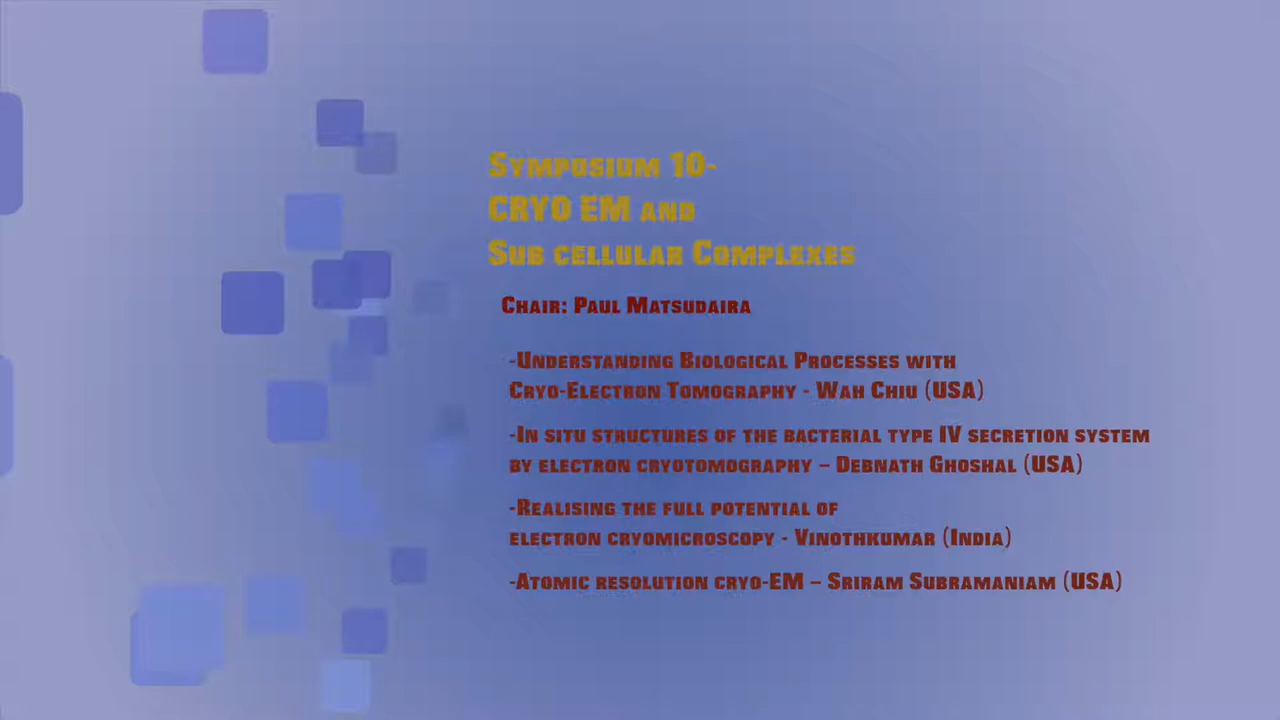 Symposium 10-
CRYO EM and
Sub cellular Complexes
Chair: Paul Matsudaira
-Understanding Biological Processes with
Cryo-Electron Tomography - Wah Chiu (USA)
-In situ structures of the bacterial type IV secretion system
by electron cryotomography – Debnath Ghoshal (USA)
-Realising the full potential of
electron cryomicroscopy - Vinothkumar (India)
-Atomic resolution cryo-EM – Sriram Subramaniam (USA)